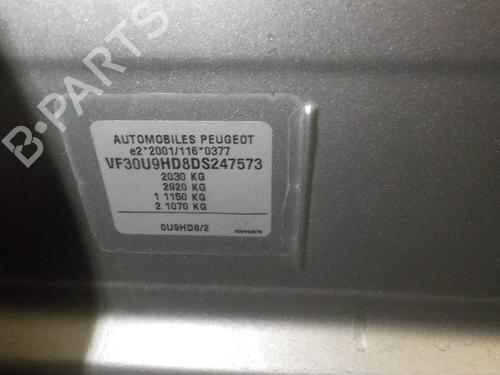 AUTOMOBILES PEUGEOT
e2*2001/116*0377
VF30U9HD8DS247573
2030 KG
2920 KG
1 1150 KG
2 1070 KG
0U9HD8/2
B-PARTS